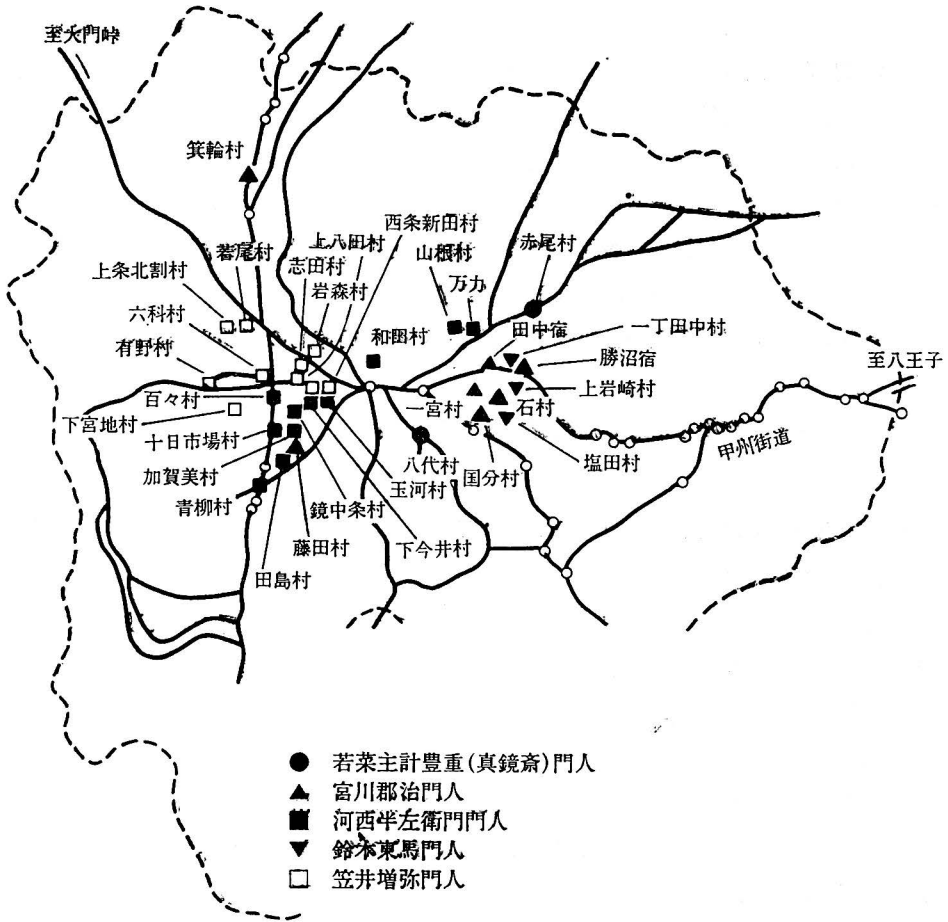 至大門峠
箕輪村
西条新田村
上八田村
志田村
岩森村
山根村
万力
赤尾村
上条北割村
六科村
有野村
和田村
田中宿
一丁田中村
勝沼宿
至八王子
上岩崎村
百々村
下宮地村
一宮村
石村
十日市場村
甲州街道
加賀美村
青柳村
八代村
国分村
塩田村
玉河村
鏡中条村
藤田村
下今井村
田島村
● 若菜主計豊重(真鏡斎)門人
▲ 宮川郡治門人
■ 河西半左衛門門人
▼ 鈴木東馬門人
□ 笠井増弥門人